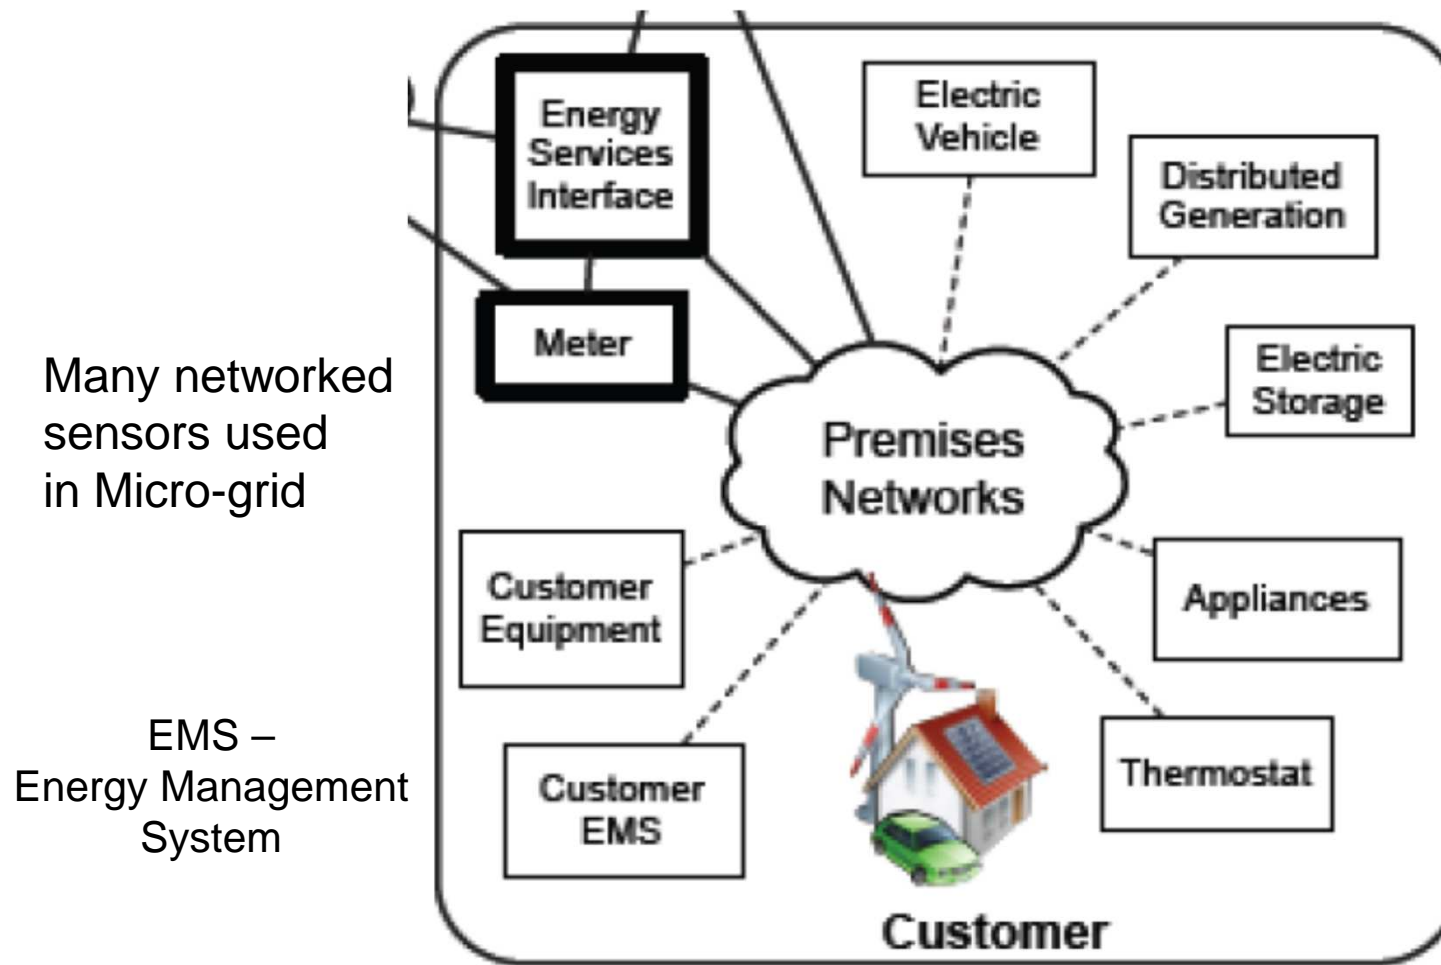 Energy
Services
Interface
Electric
Vehicle
Distributed
Generation
Meter
Electric
Storage
Many networked
sensors used
in Micro-grid
Premises
Networks
Customer
Equipment
Appliances
EMS –
Energy Management
System
Customer
EMS
Thermostat
Customer